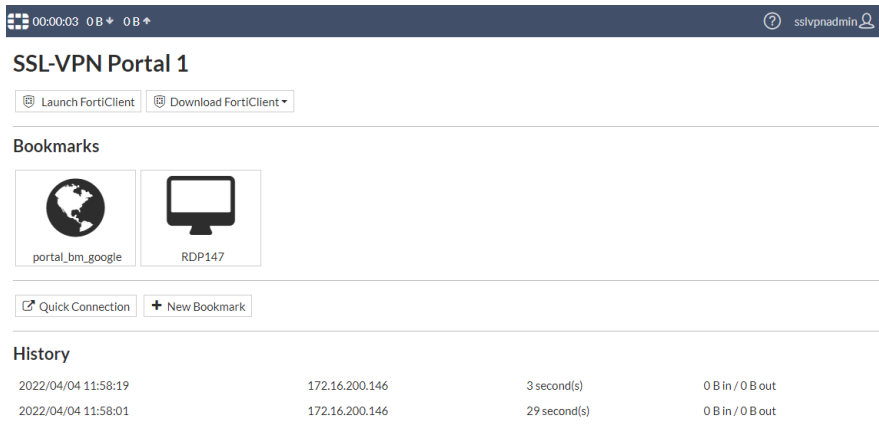 00:00:03 0 B 0 B sslvpnadmin
SSL-VPN Portal 1
Launch FortiClient Download FortiClient
Bookmarks
portal_bm_google RDP147
Quick Connection New Bookmark
History
2022/04/04 11:58:19 172.16.200.146 3 second(s) 0 B in / 0 B out
2022/04/04 11:58:01 172.16.200.146 29 second(s) 0 B in / 0 B out